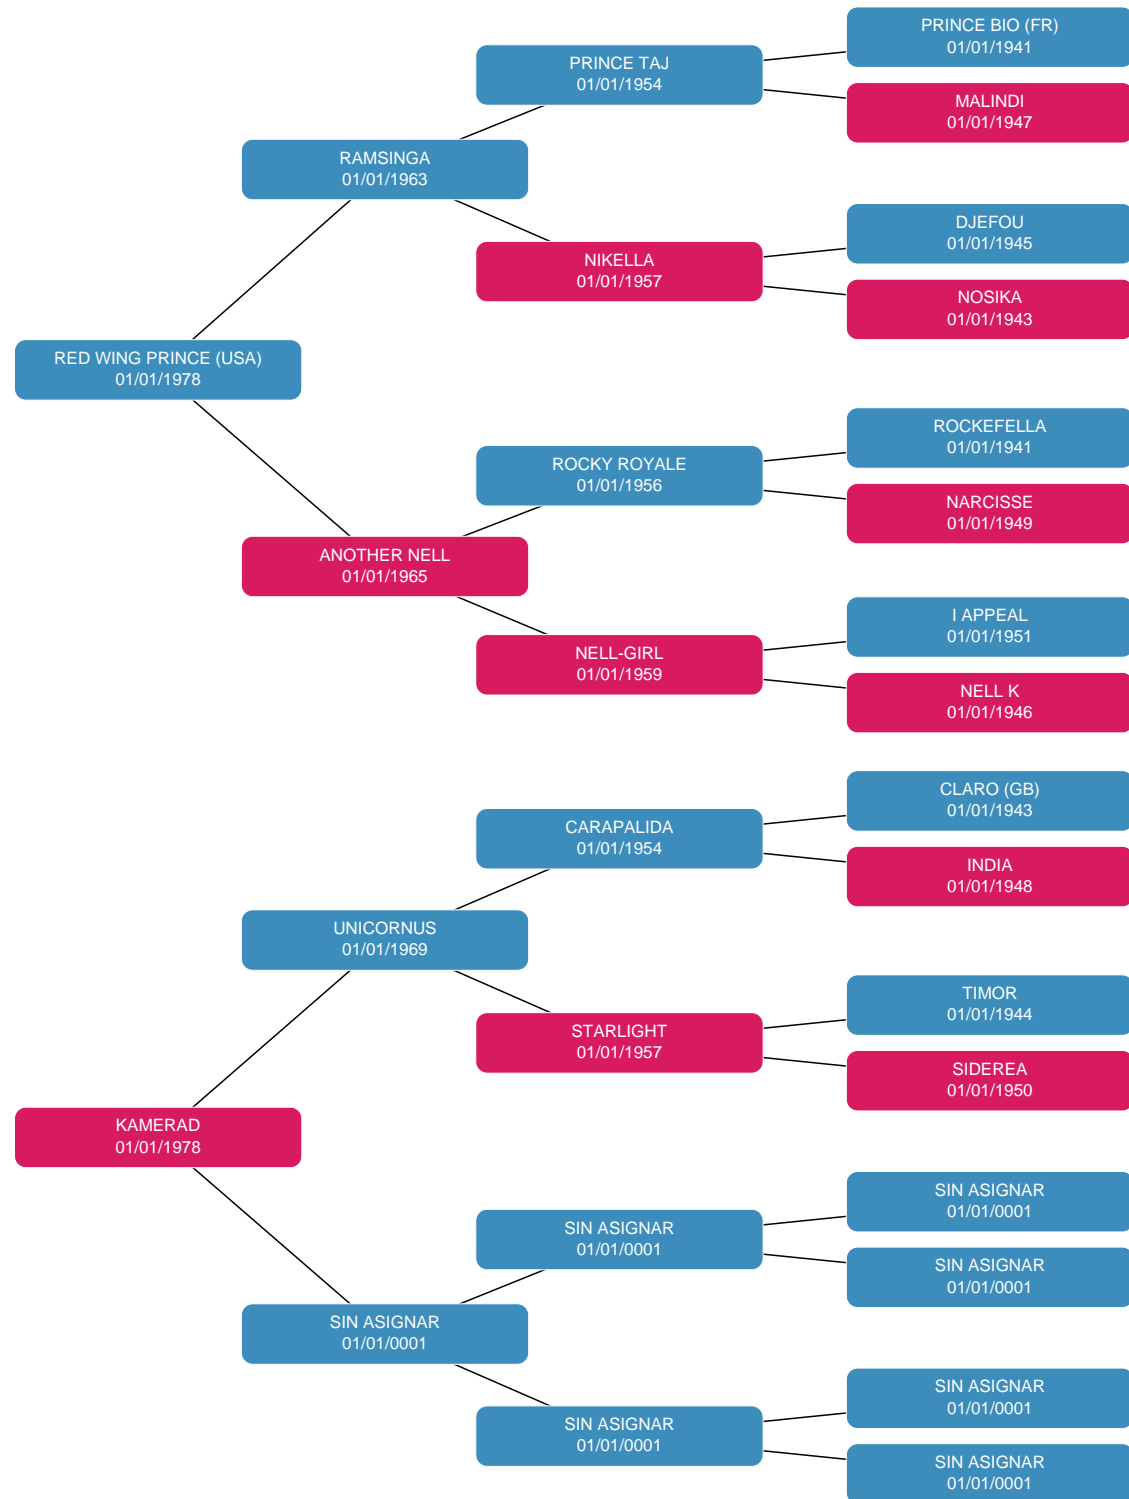 PRINCE BIO (FR)
01/01/1941
PRINCE TAJ
01/01/1954
MALINDI
01/01/1947
RAMSINGA
01/01/1963
DJEFOU
01/01/1945
NIKELLA
01/01/1957
NOSIKA
01/01/1943
RED WING PRINCE (USA)
01/01/1978
ROCKEFELLA
01/01/1941
ROCKY ROYALE
01/01/1956
NARCISSE
01/01/1949
ANOTHER NELL
01/01/1965
I APPEAL
01/01/1951
NELL-GIRL
01/01/1959
NELL K
01/01/1946
CLARO (GB)
01/01/1943
CARAPALIDA
01/01/1954
INDIA
01/01/1948
UNICORNUS
01/01/1969
TIMOR
01/01/1944
STARLIGHT
01/01/1957
SIDEREA
01/01/1950
KAMERAD
01/01/1978
SIN ASIGNAR
01/01/0001
SIN ASIGNAR
01/01/0001
SIN ASIGNAR
01/01/0001
SIN ASIGNAR
01/01/0001
SIN ASIGNAR
01/01/0001
SIN ASIGNAR
01/01/0001
SIN ASIGNAR
01/01/0001